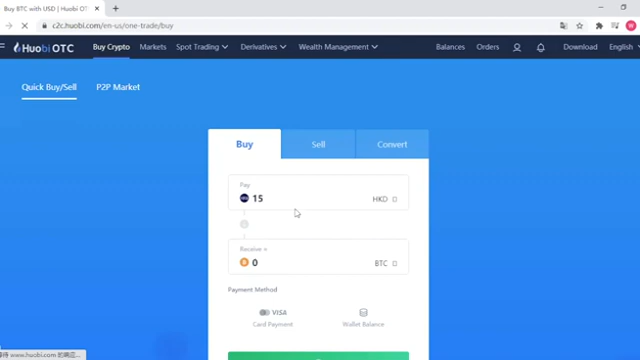 Buy BTC with USD | Huobi OTC
c2c.huobi.com/en-us/one-trade/buy
Huobi OTC Buy Crypto Markets Spot Trading Derivatives Wealth Management Balances Orders Download English
Quick Buy/Sell P2P Market
Buy Sell Convert
Pay
15 HKD
Receive ≈
0 BTC
Payment Method
VISA
Card Payment Wallet Balance
www.huobi.com